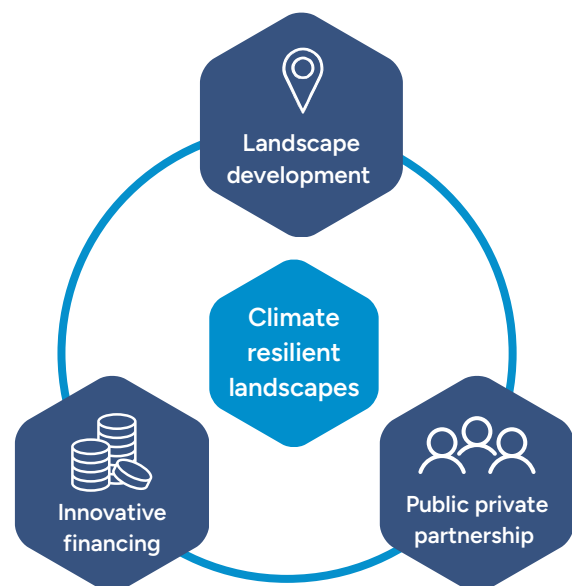 Landscape
development
Climate
resilient
landscapes
Innovative
financing
Public private
partnership